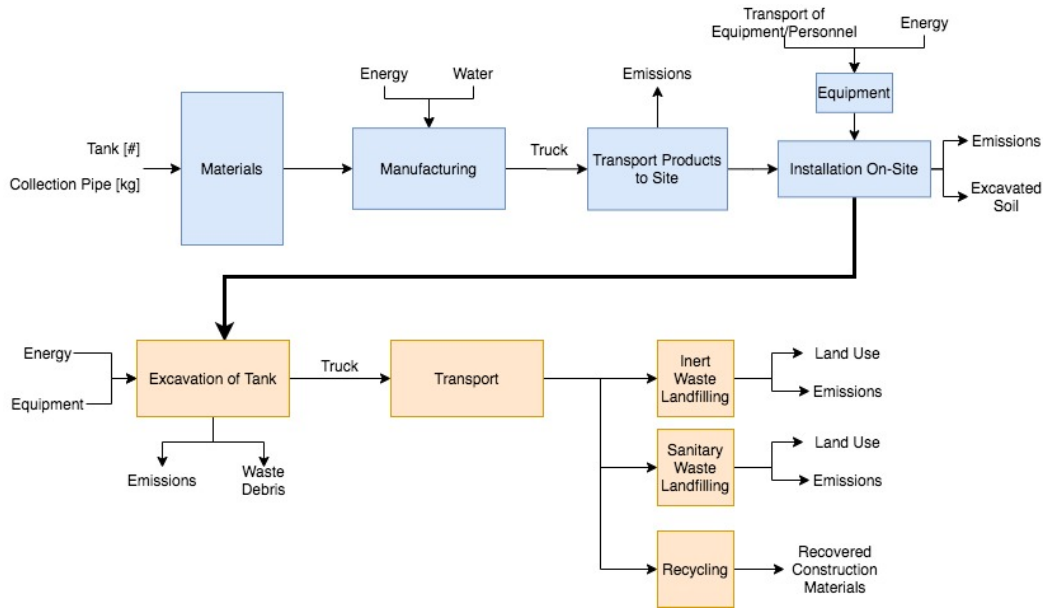 Transport of
Equipment/Personnel
Energy
Energy
Water
Emissions
Equipment
Tank [#]
Collection Pipe [kg]
Materials
Manufacturing
Truck
Transport Products
to Site
Installation On-Site
Emissions
Excavated
Soil
Energy
Equipment
Excavation of Tank
Truck
Transport
Inert
Waste
Landfilling
Land Use
Emissions
Emissions
Waste
Debris
Sanitary
Waste
Landfilling
Land Use
Emissions
Recycling
Recovered
Construction
Materials